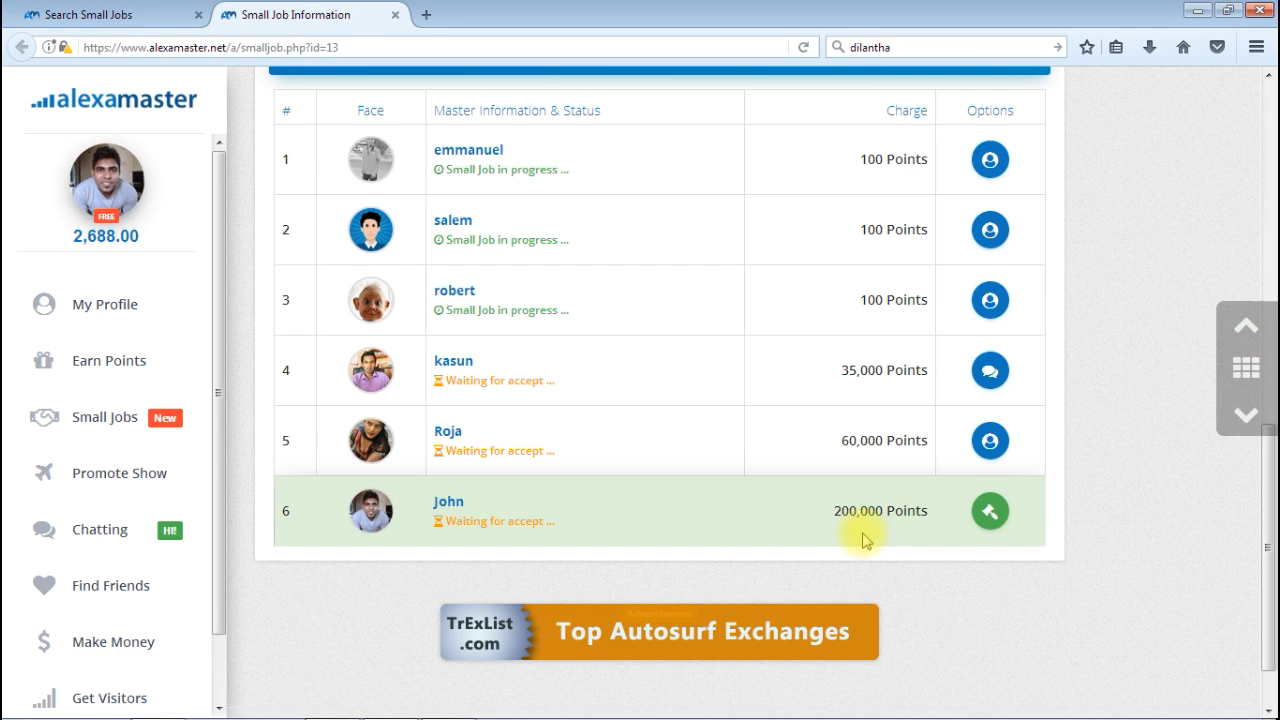 Search Small Jobs
Small Job Information
https://www.alexamaster.net/a/smalljob.php?id=13
dilantha
alexamaster
FREE
2,688.00
My Profile
Earn Points
Small Jobs New
Promote Show
Chatting HI!
Find Friends
Make Money
Get Visitors
# Face Master Information & Status Charge Options
1 emmanuel 100 Points
Small Job in progress ...
2 salem 100 Points
Small Job in progress ...
3 robert 100 Points
Small Job in progress ...
4 kasun 35,000 Points
Waiting for accept ...
5 Roja 60,000 Points
Waiting for accept ...
6 John 200,000 Points
Waiting for accept ...
Advertisement
TrExList
.com
Top Autosurf Exchanges